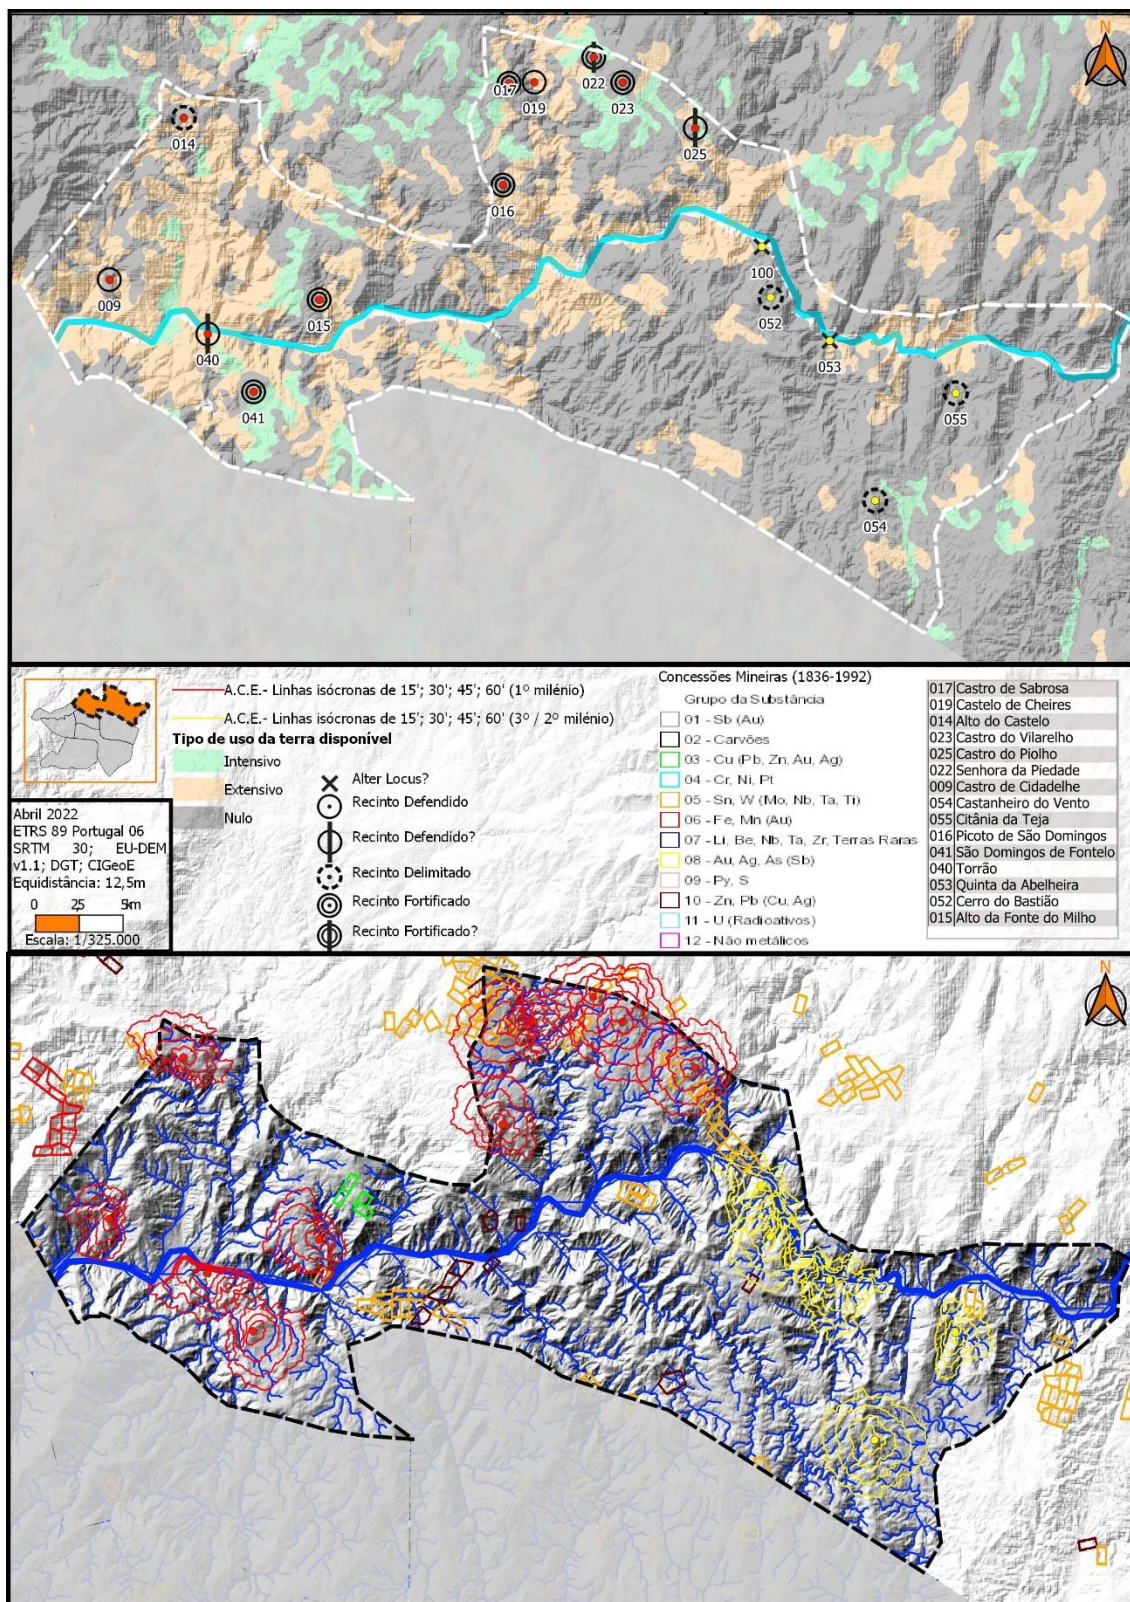 N
017
019
022
023
014
025
016
009
015
100
052
040
053
041
055
054
A.C.E.- Linhas isócronas de 15'; 30'; 45'; 60' (1º milénio)
A.C.E.- Linhas isócronas de 15'; 30'; 45'; 60' (3º / 2º milénio)
Tipo de uso da terra disponível
Intensivo
Extensivo
Nulo
Alter Locus?
Recinto Defendido
Recinto Defendido?
Recinto Delimitado
Recinto Fortificado
Recinto Fortificado?
Abril 2022
ETRS 89 Portugal 06
SRTM 30; EU-DEM
v1.1; DGT; CIGeoE
Equidistância: 12,5m
0 25 5km
Escala: 1/325.000
Concessões Mineiras (1836-1992)
Grupo da Substância
01 - Sb (Au)
02 - Carvões
03 - Cu (Pb, Zn, Au, Ag)
04 - Cr, Ni, Pt
05 - Sn, W (Mo, Nb, Ta, Ti)
06 - Fe, Mn (Au)
07 - Li, Be, Nb, Ta, Zr, Terras Raras
08 - Au, Ag, As (Sb)
09 - Py, S
10 - Zn, Pb (Cu, Ag)
11 - U (Radioativos)
12 - Não metálicos
017 Castro de Sabrosa
019 Castelo de Cheires
014 Alto do Castelo
023 Castro do Vilarelho
025 Castro do Piolho
022 Senhora da Piedade
009 Castro de Cidadelhe
054 Castanheiro do Vento
055 Citânia da Teja
016 Picoto de São Domingos
041 São Domingos de Fontelo
040 Torrão
053 Quinta da Abelheira
052 Cerro do Bastião
015 Alto da Fonte do Milho
N